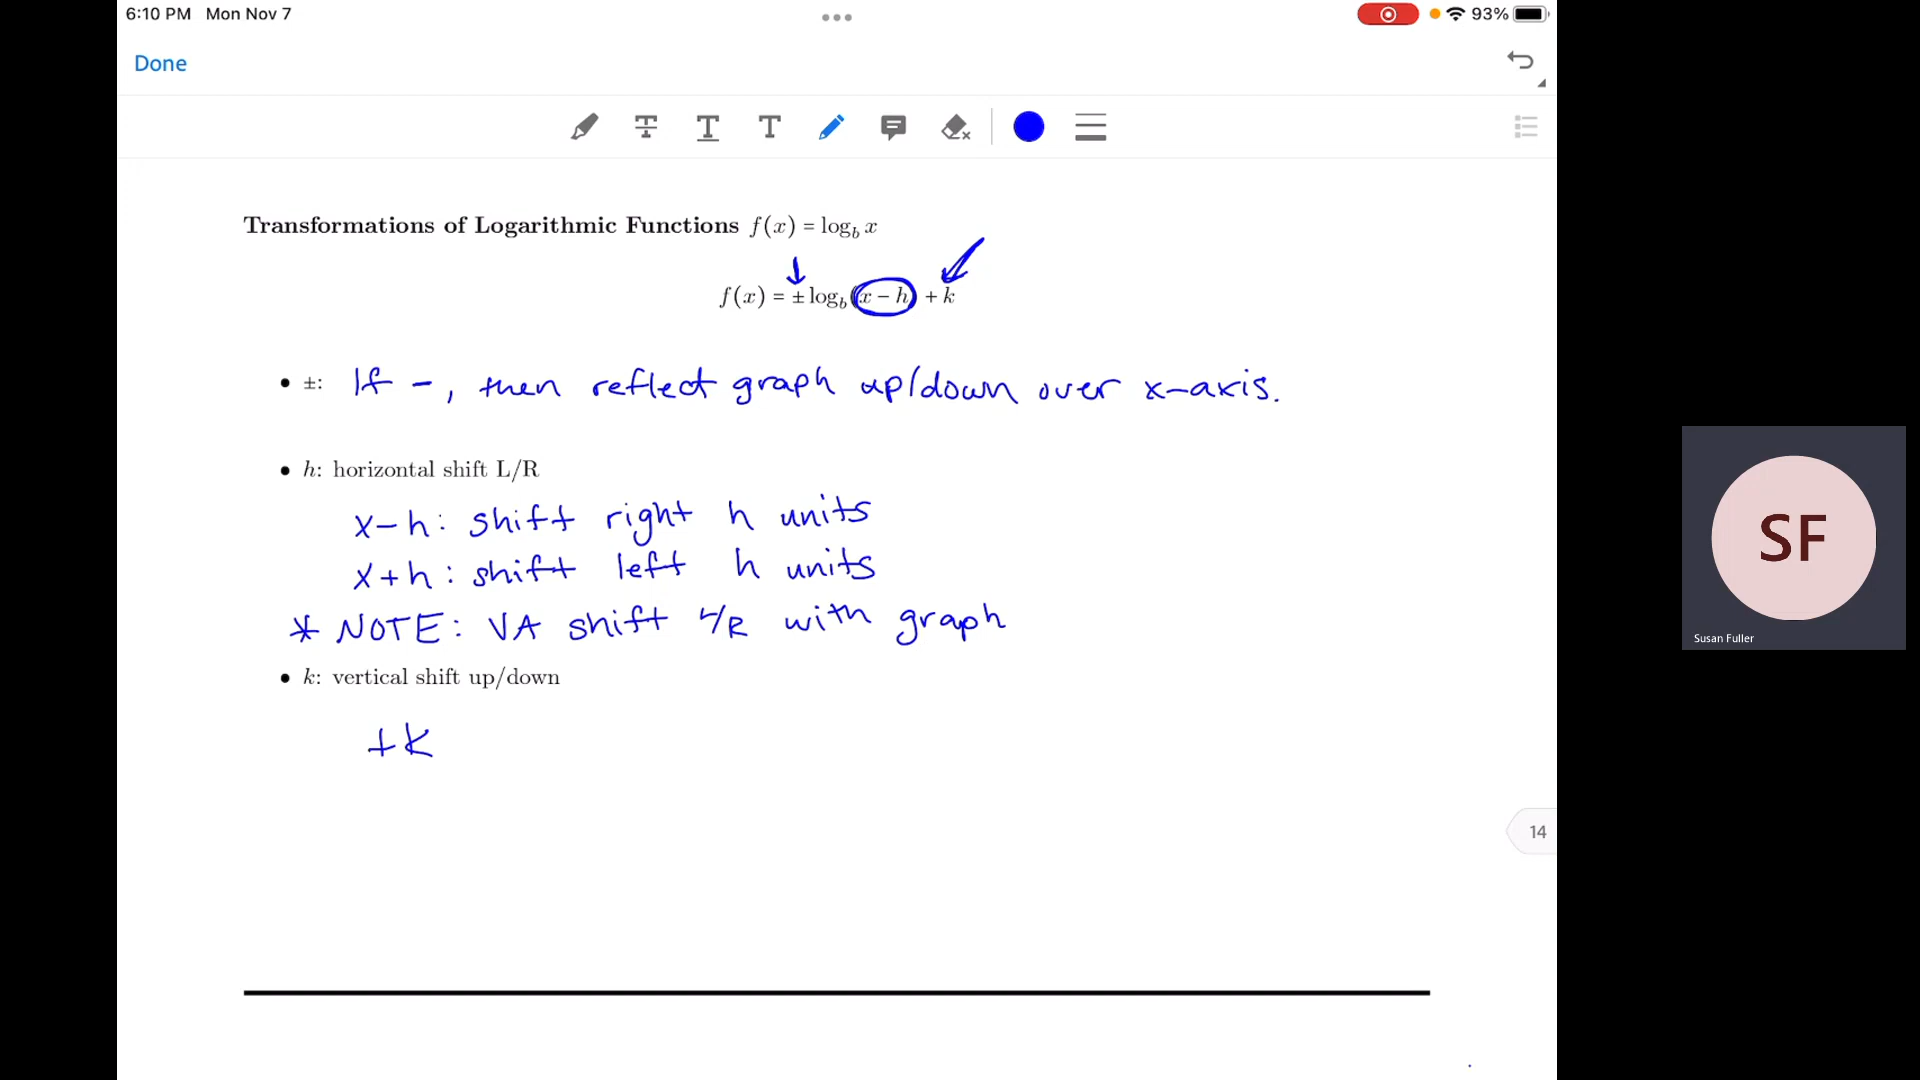 6:10 PM Mon Nov 7
93%
Done
Transformations of Logarithmic Functions f(x) = log_b x
f(x) = ± log_b(x − h) + k
• ±: If −, then reflect graph up/down over x-axis.
• h: horizontal shift L/R
x−h: shift right h units
x+h: shift left h units
* NOTE: VA shift L/R with graph
• k: vertical shift up/down
+k
14
SF
Susan Fuller